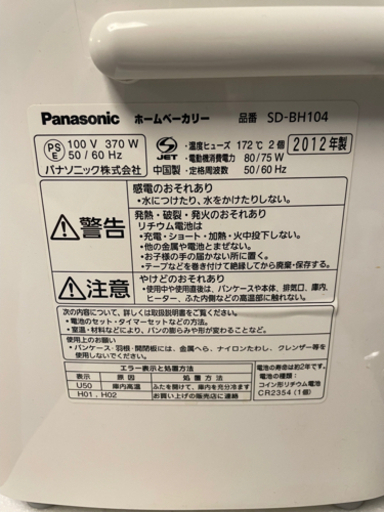 Panasonic ホームベーカリー 品番 SD-BH104
PS E 100 V 370 W
50 / 60 Hz
パナソニック株式会社
S JET
・温度ヒューズ 172℃ 2個
・電動機消費電力 80/75 W
中国製 ・定格周波数 50/60 Hz
2012年製
警告
感電のおそれあり
・水につけたり、水をかけたりしない。
発熱・破裂・発火のおそれあり
リチウム電池は
・充電・ショート・加熱・火中投下しない。
・他の金属や電池とまぜない。
・お子様の手の届かない所に置く。
・テープなどを巻き付けて絶縁してから廃棄・保存する。
注意
やけどのおそれあり
・使用中や使用直後は、パンケースや本体、排気口、庫内、
ヒーター、ふた内側などの高温部に触れない。
次の内容について、詳しくは取扱説明書をご覧ください。
・電池のセット・タイマーセットなどの方法。
・室温・材料などにより、パンの膨らみや形が変わることなど。
使用上のお願い
・パンケース・羽根・開閉板には、金属へら、ナイロンたわし、クレンザー等を
使わないでください。
エラー表示と処置方法
表示 原因 処置方法
U50 庫内高温 ふたを開けて、庫内を充分冷ます
H01、H02 お買い上げの販売店に連絡
電池の寿命は約2年です。
電池の種類:
コイン形リチウム電池
CR2354 (1個)